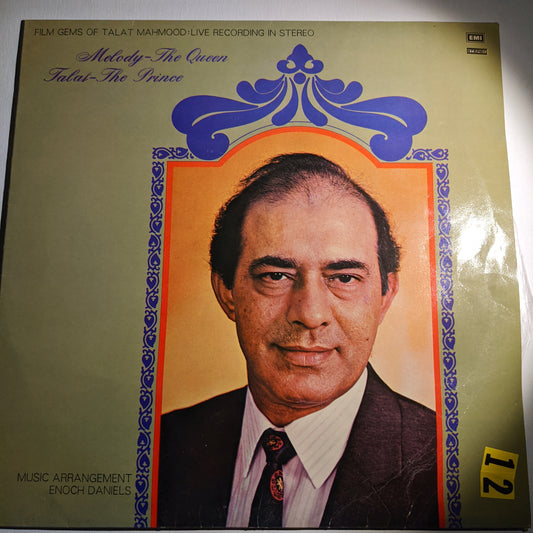 FILM GEMS OF TALAT MAHMOOD: LIVE RECORDING IN STEREO
EMI
STEREO
Melody-The Queen
Talat-The Prince
MUSIC ARRANGEMENT
ENOCH DANIELS
12